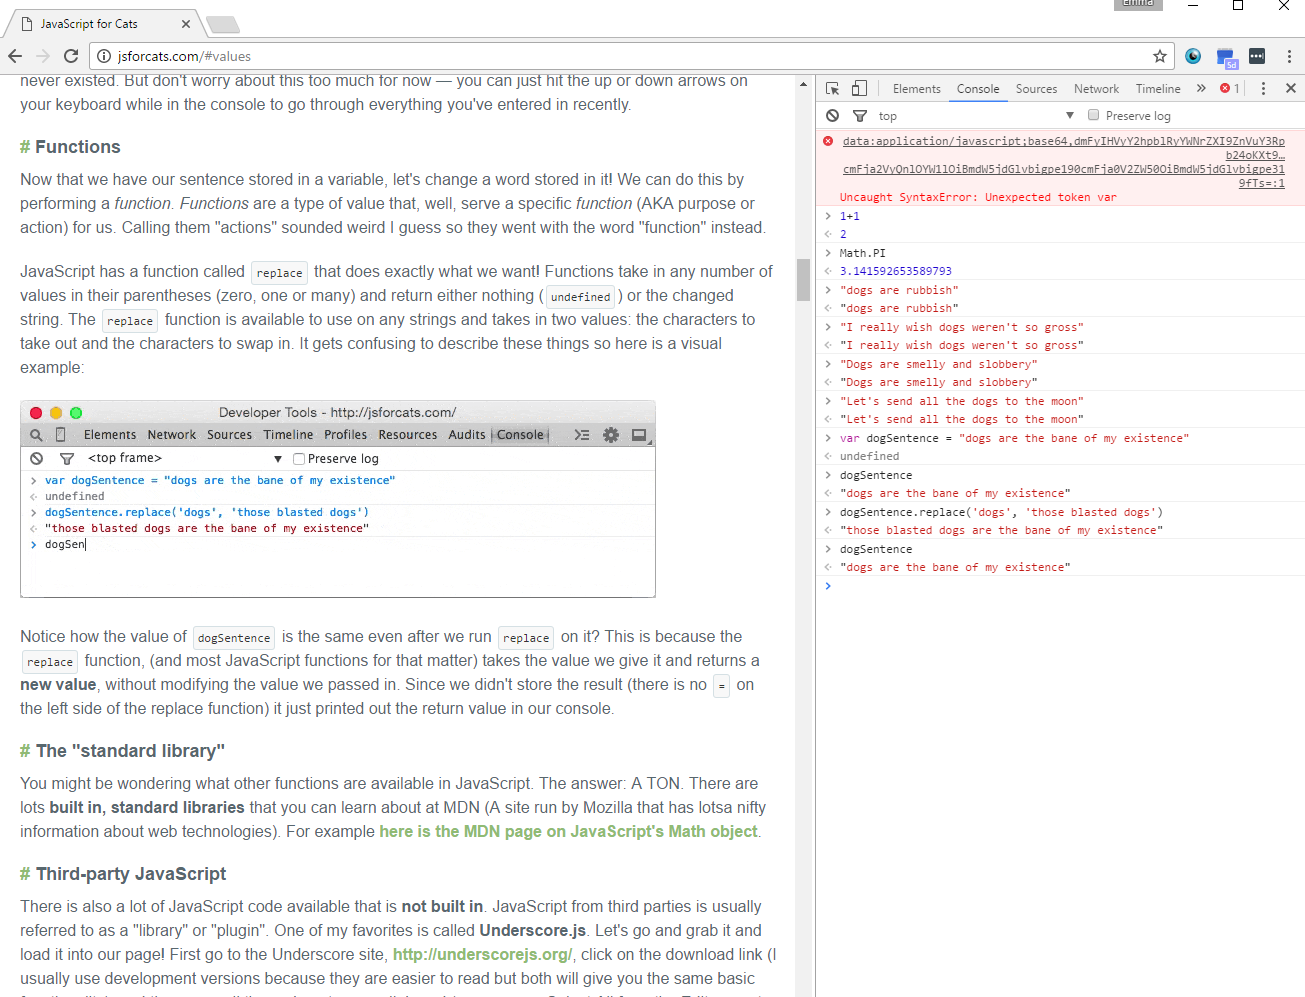 Emma
JavaScript for Cats
jsforcats.com/#values
Sd
never existed. But don't worry about this too much for now — you can just hit the up or down arrows on
your keyboard while in the console to go through everything you've entered in recently.
# Functions
Now that we have our sentence stored in a variable, let's change a word stored in it! We can do this by
performing a function. Functions are a type of value that, well, serve a specific function (AKA purpose or
action) for us. Calling them "actions" sounded weird I guess so they went with the word "function" instead.
JavaScript has a function called replace that does exactly what we want! Functions take in any number of
values in their parentheses (zero, one or many) and return either nothing ( undefined ) or the changed
string. The replace function is available to use on any strings and takes in two values: the characters to
take out and the characters to swap in. It gets confusing to describe these things so here is a visual
example:
Developer Tools - http://jsforcats.com/
Elements Network Sources Timeline Profiles Resources Audits Console
<top frame> ▼ Preserve log
> var dogSentence = "dogs are the bane of my existence"
undefined
> dogSentence.replace('dogs', 'those blasted dogs')
"those blasted dogs are the bane of my existence"
> dogSen
Notice how the value of dogSentence is the same even after we run replace on it? This is because the
replace function, (and most JavaScript functions for that matter) takes the value we give it and returns a
new value, without modifying the value we passed in. Since we didn't store the result (there is no = on
the left side of the replace function) it just printed out the return value in our console.
# The "standard library"
You might be wondering what other functions are available in JavaScript. The answer: A TON. There are
lots built in, standard libraries that you can learn about at MDN (A site run by Mozilla that has lotsa nifty
information about web technologies). For example here is the MDN page on JavaScript's Math object.
# Third-party JavaScript
There is also a lot of JavaScript code available that is not built in. JavaScript from third parties is usually
referred to as a "library" or "plugin". One of my favorites is called Underscore.js. Let's go and grab it and
load it into our page! First go to the Underscore site, http://underscorejs.org/, click on the download link (I
usually use development versions because they are easier to read but both will give you the same basic
Elements Console Sources Network Timeline » 1
top ▼ Preserve log
data:application/javascript;base64,dmFyIHVyY2hpblRyYWNrZXI9ZnVuY3Rp
b24oKXt9…
cmFja2VyQnlOYW1lOiBmdW5jdGlvbigpe190cmFja0V2ZW50OiBmdW5jdGlvbigpe31
9fTs=:1
Uncaught SyntaxError: Unexpected token var
> 1+1
2
> Math.PI
3.141592653589793
> "dogs are rubbish"
"dogs are rubbish"
> "I really wish dogs weren't so gross"
"I really wish dogs weren't so gross"
> "Dogs are smelly and slobbery"
"Dogs are smelly and slobbery"
> "Let's send all the dogs to the moon"
"Let's send all the dogs to the moon"
> var dogSentence = "dogs are the bane of my existence"
undefined
> dogSentence
"dogs are the bane of my existence"
> dogSentence.replace('dogs', 'those blasted dogs')
"those blasted dogs are the bane of my existence"
> dogSentence
"dogs are the bane of my existence"
>